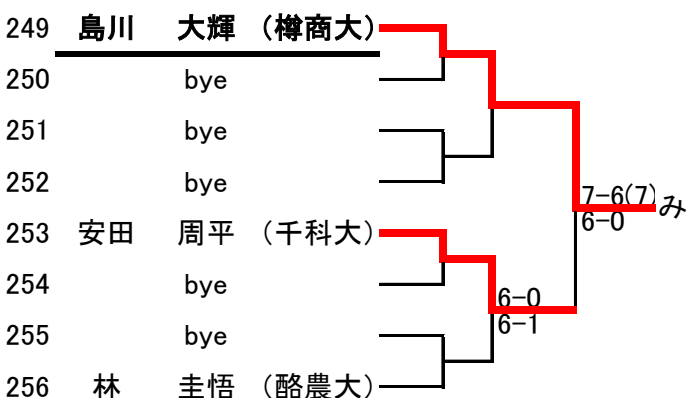 249 島川 大輝 (樽商大)
250 bye
251 bye
252 bye
7-6(7) み
6-0
253 安田 周平 (千科大)
254 bye
6-0
6-1
255 bye
256 林 圭悟 (酪農大)